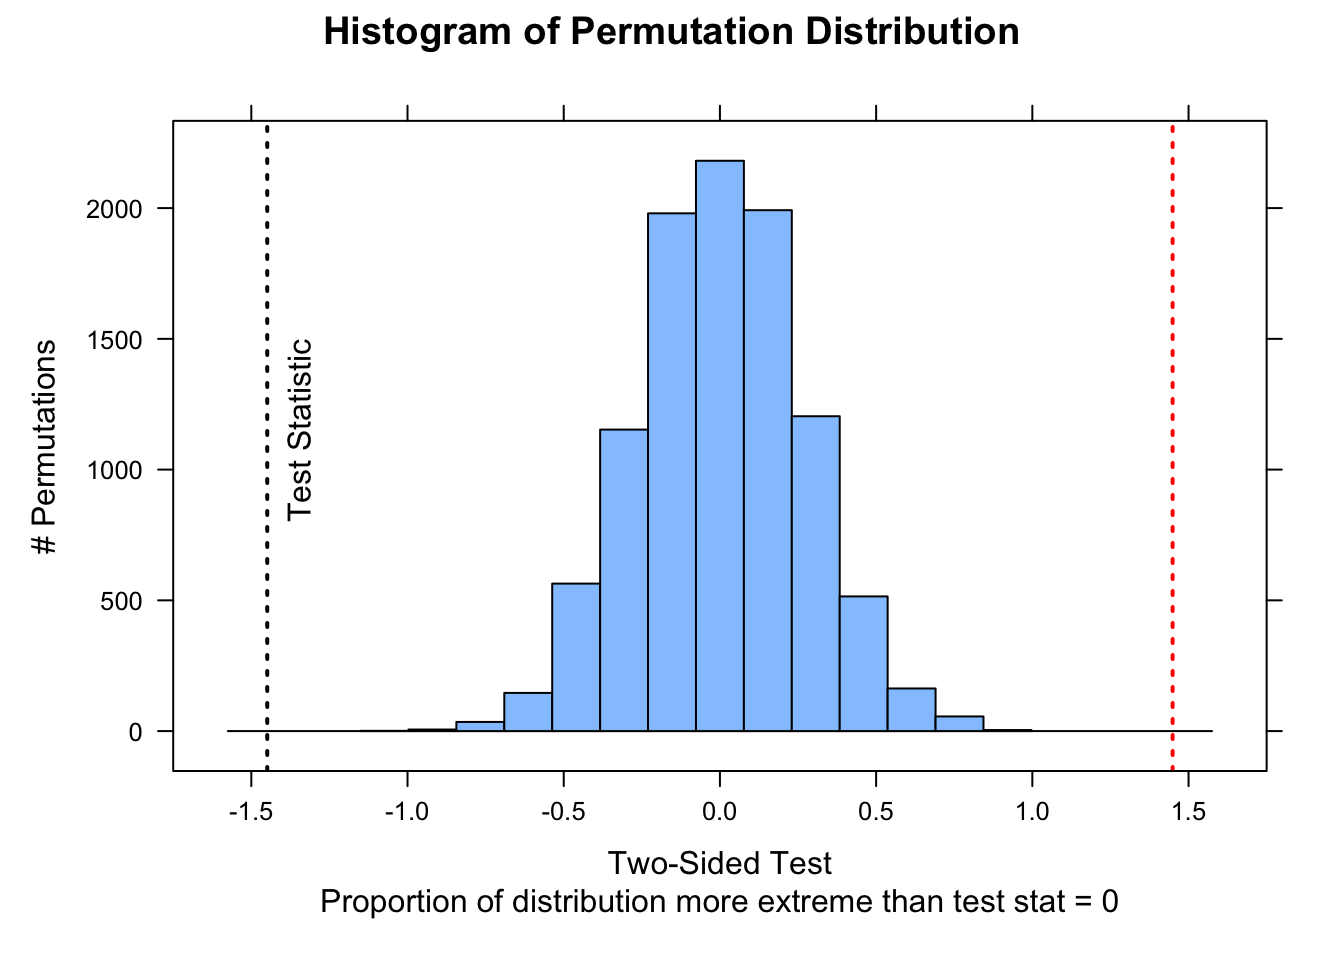 Histogram of Permutation Distribution
# Permutations
2000
1500
1000
500
0
Test Statistic
-1.5
-1.0
-0.5
0.0
0.5
1.0
1.5
Two-Sided Test
Proportion of distribution more extreme than test stat = 0